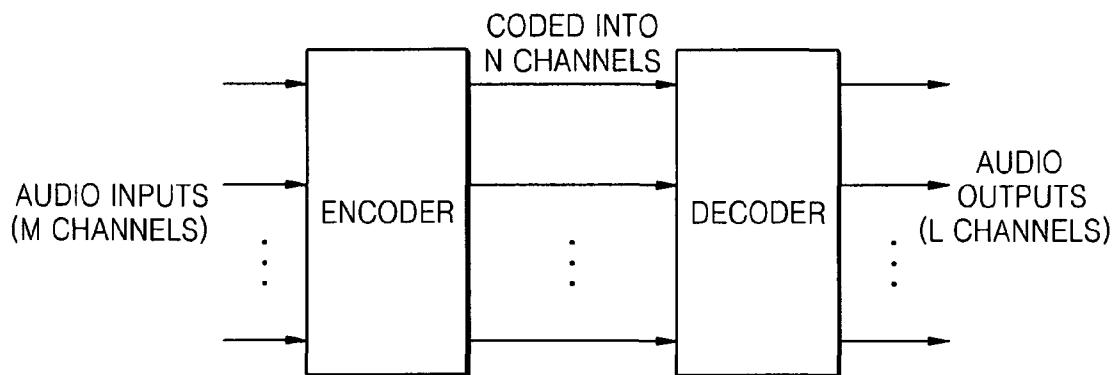 CODED INTO
N CHANNELS
AUDIO INPUTS
(M CHANNELS)
ENCODER
DECODER
AUDIO
OUTPUTS
(L CHANNELS)